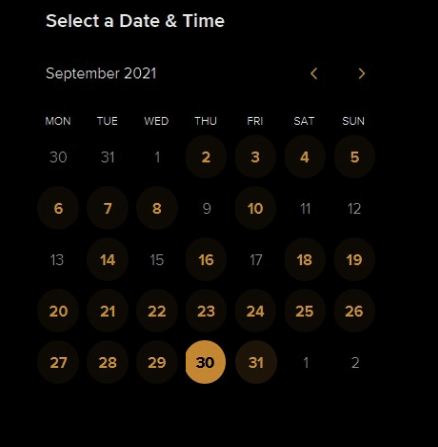 Select a Date & Time
September 2021
MON TUE WED THU FRI SAT SUN
30 31 1 2 3 4 5
6 7 8 9 10 11 12
13 14 15 16 17 18 19
20 21 22 23 24 25 26
27 28 29 30 31 1 2